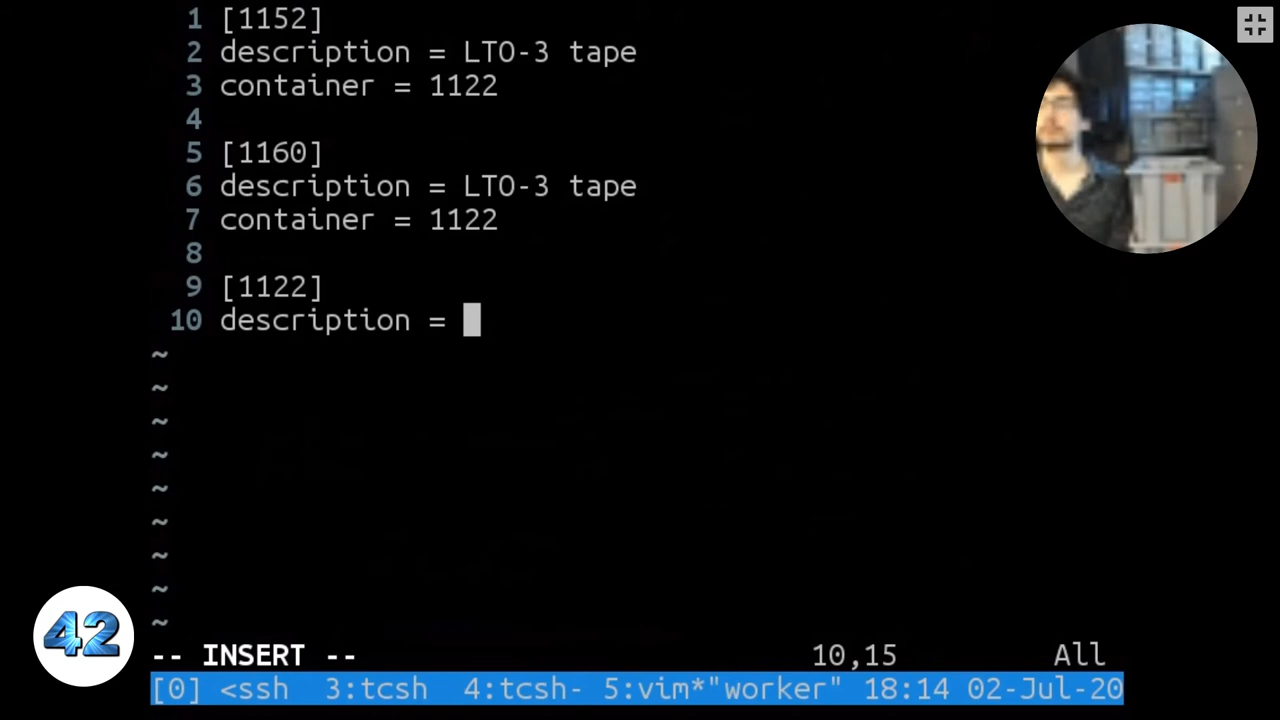 1 [1152]
2 description = LTO-3 tape
3 container = 1122
4
5 [1160]
6 description = LTO-3 tape
7 container = 1122
8
9 [1122]
10 description =
~
~
~
~
~
~
~
~
~
-- INSERT -- 10,15 All
[0] <ssh 3:tcsh 4:tcsh- 5:vim*"worker" 18:14 02-Jul-20
42